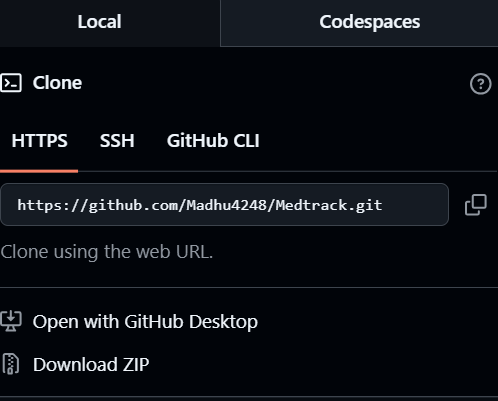 Local
Codespaces
Clone
HTTPS
SSH
GitHub CLI
https://github.com/Madhu4248/Medtrack.git
Clone using the web URL.
Open with GitHub Desktop
Download ZIP